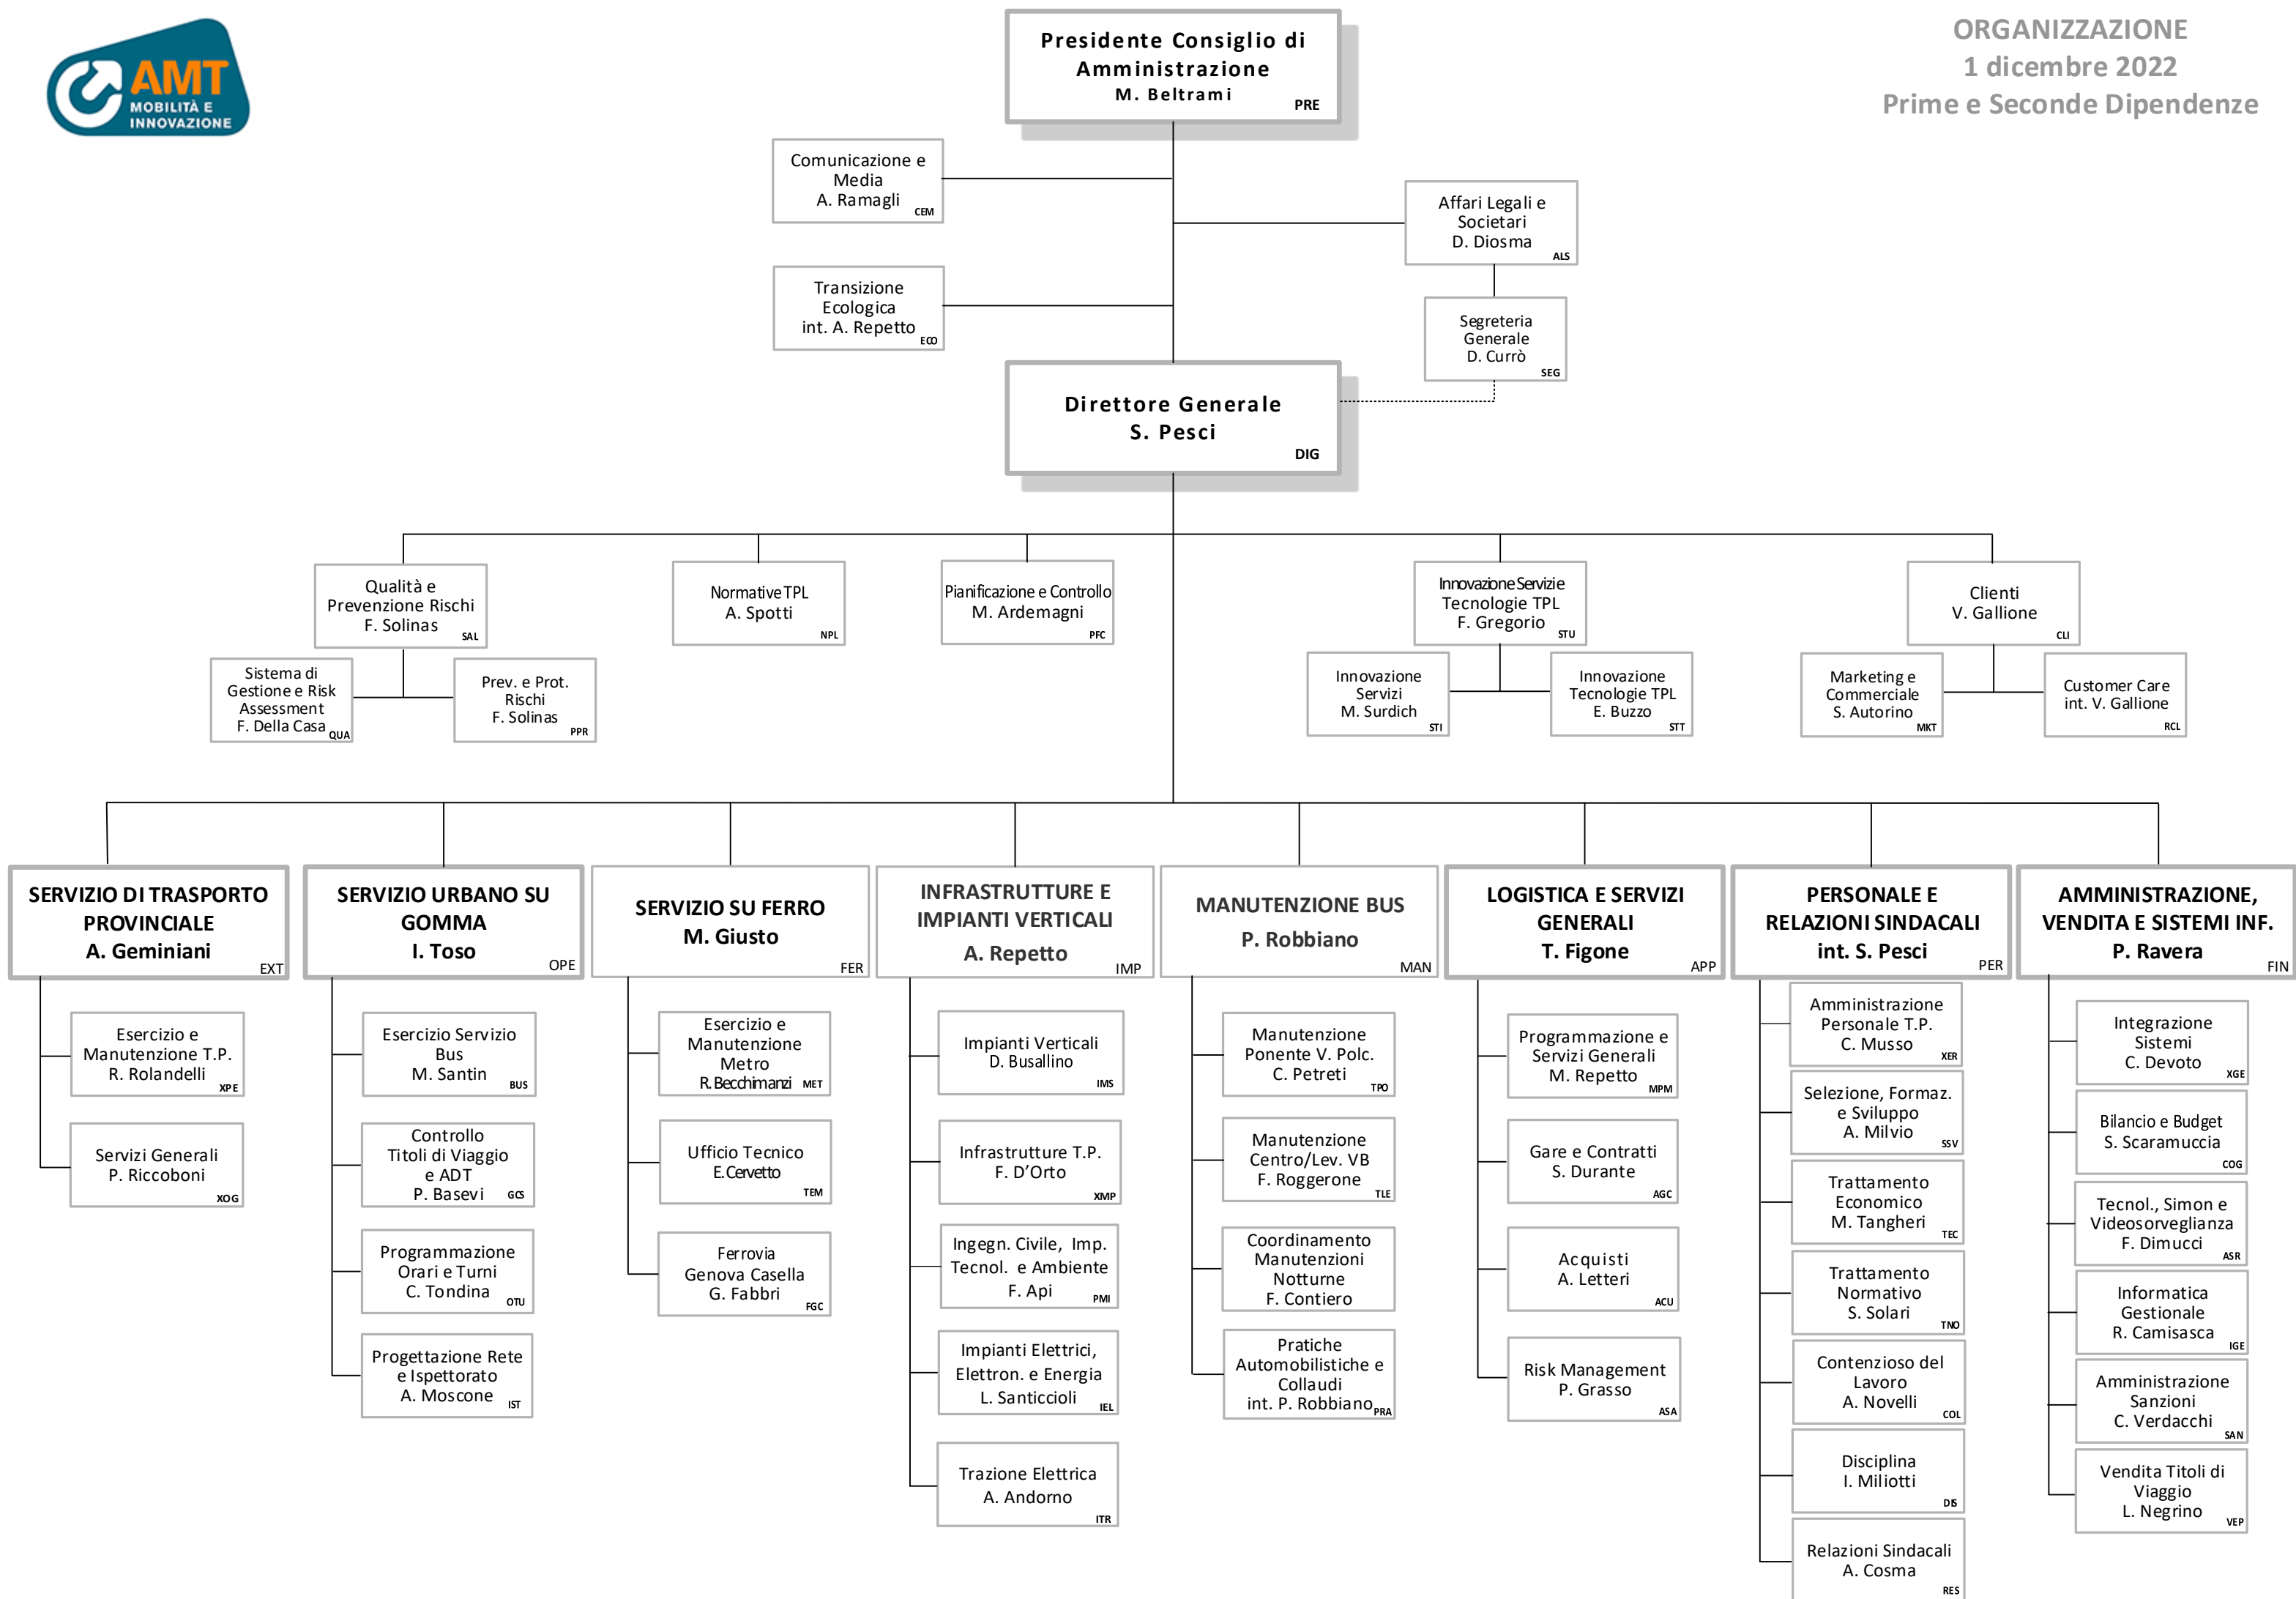 AMT
MOBILITÀ E
INNOVAZIONE
ORGANIZZAZIONE
1 dicembre 2022
Prime e Seconde Dipendenze
Presidente Consiglio di
Amministrazione
M. Beltrami
PRE
Comunicazione e
Media
A. Ramagli
CEM
Affari Legali e
Societari
D. Diosma
ALS
Transizione
Ecologica
int. A. Repetto
ECO
Segreteria
Generale
D. Currò
SEG
Direttore Generale
S. Pesci
DIG
Qualità e
Prevenzione Rischi
F. Solinas
SAL
Normative TPL
A. Spotti
NPL
Pianificazione e Controllo
M. Ardemagni
PFC
Innovazione Servizi e
Tecnologie TPL
F. Gregorio
STU
Clienti
V. Gallione
CLI
Sistema di
Gestione e Risk
Assessment
F. Della Casa
QUA
Prev. e Prot.
Rischi
F. Solinas
PPR
Innovazione
Servizi
M. Surdich
STI
Innovazione
Tecnologie TPL
E. Buzzo
STT
Marketing e
Commerciale
S. Autorino
MKT
Customer Care
int. V. Gallione
RCL
SERVIZIO DI TRASPORTO
PROVINCIALE
A. Geminiani
EXT
Esercizio e
Manutenzione T.P.
R. Rolandelli
XPE
Servizi Generali
P. Riccoboni
XOG
SERVIZIO URBANO SU
GOMMA
I. Toso
OPE
Esercizio Servizio
Bus
M. Santin
BUS
Controllo
Titoli di Viaggio
e ADT
P. Basevi
GCS
Programmazione
Orari e Turni
C. Tondina
OTU
Progettazione Rete
e Ispettorato
A. Moscone
IST
SERVIZIO SU FERRO
M. Giusto
FER
Esercizio e
Manutenzione
Metro
R. Becchimanzi
MET
Ufficio Tecnico
E. Cervetto
TEM
Ferrovia
Genova Casella
G. Fabbri
FGC
INFRASTRUTTURE E
IMPIANTI VERTICALI
A. Repetto
IMP
Impianti Verticali
D. Busallino
IMS
Infrastrutture T.P.
F. D’Orto
XMP
Ingegn. Civile, Imp.
Tecnol. e Ambiente
F. Api
PMI
Impianti Elettrici,
Elettron. e Energia
L. Santiccioli
IEL
Trazione Elettrica
A. Andorno
ITR
MANUTENZIONE BUS
P. Robbiano
MAN
Manutenzione
Ponente V. Polc.
C. Petreti
TPO
Manutenzione
Centro/Lev. VB
F. Roggerone
TLE
Coordinamento
Manutenzioni
Notturne
F. Contiero
Pratiche
Automobilistiche e
Collaudi
int. P. Robbiano
PRA
LOGISTICA E SERVIZI
GENERALI
T. Figone
APP
Programmazione e
Servizi Generali
M. Repetto
MPM
Gare e Contratti
S. Durante
AGC
Acquisti
A. Letteri
ACU
Risk Management
P. Grasso
ASA
PERSONALE E
RELAZIONI SINDACALI
int. S. Pesci
PER
Amministrazione
Personale T.P.
C. Musso
XER
Selezione, Formaz.
e Sviluppo
A. Milvio
SSV
Trattamento
Economico
M. Tangheri
TEC
Trattamento
Normativo
S. Solari
TNO
Contenzioso del
Lavoro
A. Novelli
COL
Disciplina
I. Miliotti
DIS
Relazioni Sindacali
A. Cosma
RES
AMMINISTRAZIONE,
VENDITA E SISTEMI INF.
P. Ravera
FIN
Integrazione
Sistemi
C. Devoto
XGE
Bilancio e Budget
S. Scaramuccia
COG
Tecnol., Simon e
Videosorveglianza
F. Dimucci
ASR
Informatica
Gestionale
R. Camisasca
IGE
Amministrazione
Sanzioni
C. Verdacchi
SAN
Vendita Titoli di
Viaggio
L. Negrino
VEP